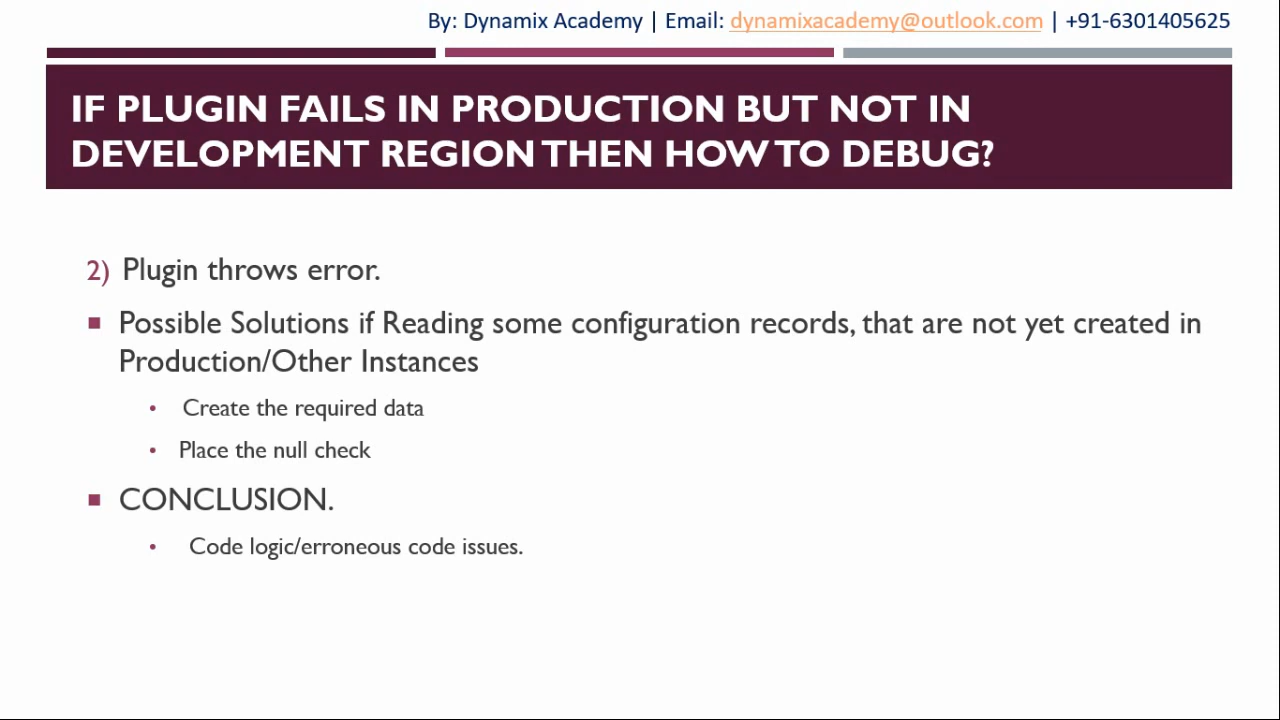 By: Dynamix Academy | Email: dynamixacademy@outlook.com | +91-6301405625
IF PLUGIN FAILS IN PRODUCTION BUT NOT IN
DEVELOPMENT REGION THEN HOW TO DEBUG?
2) Plugin throws error.
■ Possible Solutions if Reading some configuration records, that are not yet created in
Production/Other Instances
• Create the required data
• Place the null check
■ CONCLUSION.
• Code logic/erroneous code issues.